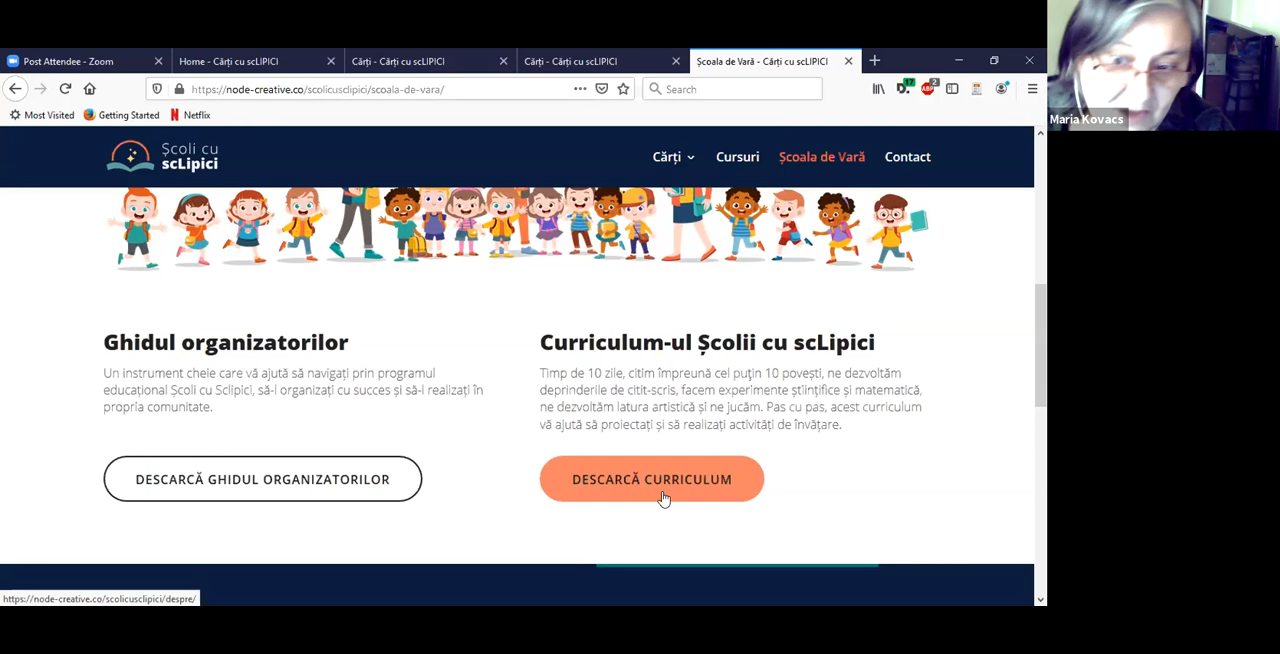 Post Attendee - Zoom
Home - Cărți cu scLIPICI
Cărți - Cărți cu scLIPICI
Cărți - Cărți cu scLIPICI
Școala de Vară - Cărți cu scLIPICI
https://node-creative.co/scolicusclipici/scoala-de-vara/
Search
17
2
ABP
Most Visited
Getting Started
Netflix
Maria Kovacs
Școli cu
scLipici
Cărți
Cursuri
Școala de Vară
Contact
Ghidul organizatorilor
Un instrument cheie care vă ajută să navigați prin programul
educațional Școli cu Sclipici, să-l organizați cu succes și să-l realizați în
propria comunitate.
DESCARCĂ GHIDUL ORGANIZATORILOR
Curriculum-ul Școlii cu scLipici
Timp de 10 zile, citim împreună cel puțin 10 povești, ne dezvoltăm
deprinderile de citit-scris, facem experimente științifice și matematică,
ne dezvoltăm latura artistică și ne jucăm. Pas cu pas, acest curriculum
vă ajută să proiectați și să realizați activități de învățare.
DESCARCĂ CURRICULUM
https://node-creative.co/scolicusclipici/despre/